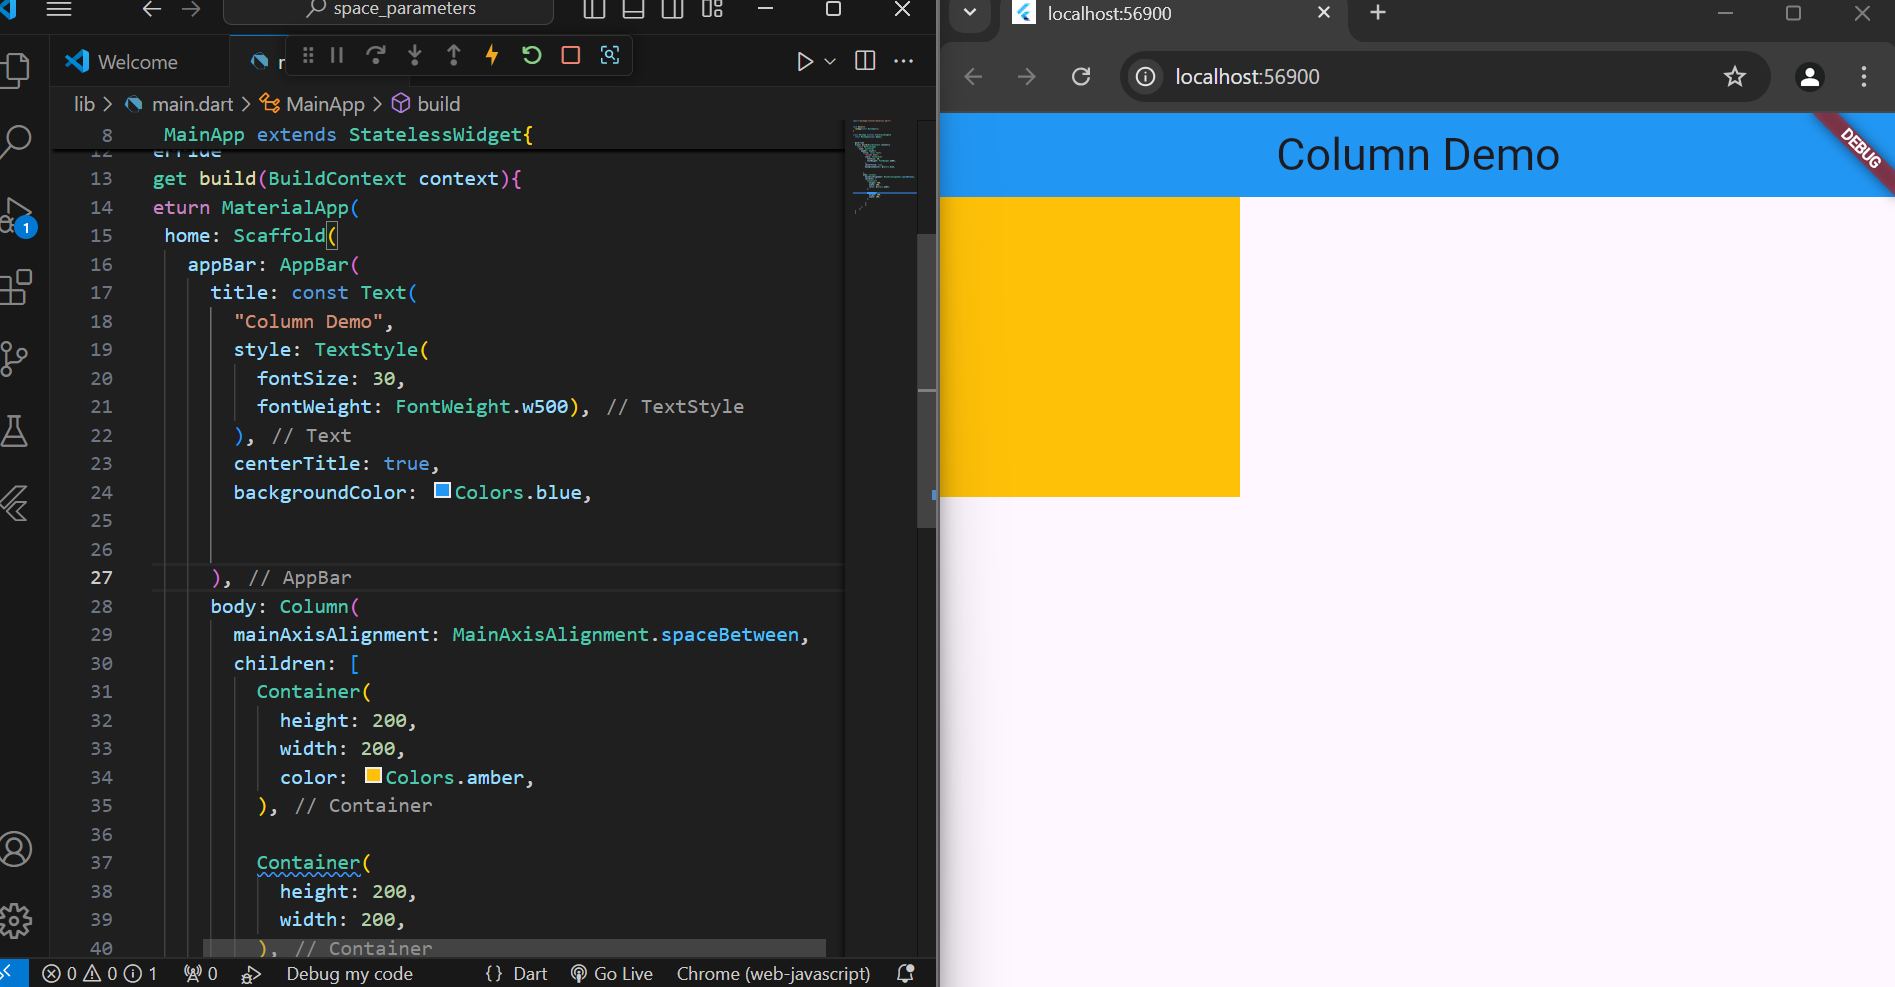 space_parameters
Welcome
lib > main.dart > MainApp > build
8 MainApp extends StatelessWidget{
12
13 get build(BuildContext context){
14 eturn MaterialApp(
15 home: Scaffold(
16 appBar: AppBar(
17 title: const Text(
18 "Column Demo",
19 style: TextStyle(
20 fontSize: 30,
21 fontWeight: FontWeight.w500), // TextStyle
22 ), // Text
23 centerTitle: true,
24 backgroundColor: Colors.blue,
25
26
27 ), // AppBar
28 body: Column(
29 mainAxisAlignment: MainAxisAlignment.spaceBetween,
30 children: [
31 Container(
32 height: 200,
33 width: 200,
34 color: Colors.amber,
35 ), // Container
36
37 Container(
38 height: 200,
39 width: 200,
40 ), // Container
1
0 0 1 0 Debug my code {} Dart Go Live Chrome (web-javascript)
localhost:56900
localhost:56900
Column Demo
DEBUG